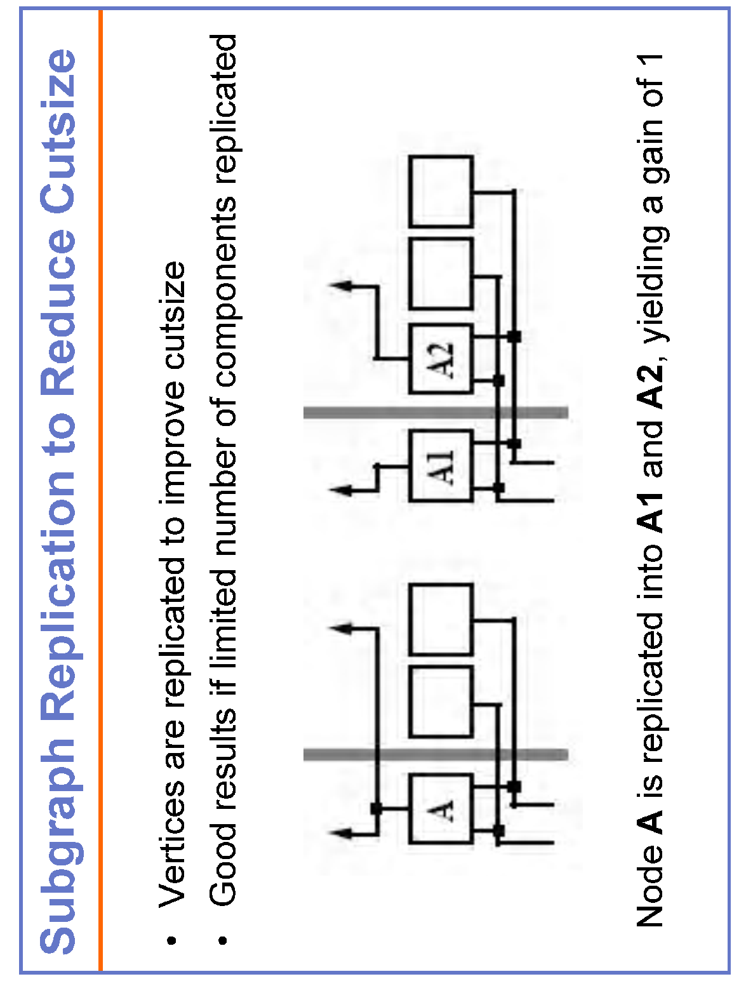 Subgraph Replication to Reduce Cutsize
• Vertices are replicated to improve cutsize
• Good results if limited number of components replicated
A
A1
A2
Node A is replicated into A1 and A2, yielding a gain of 1